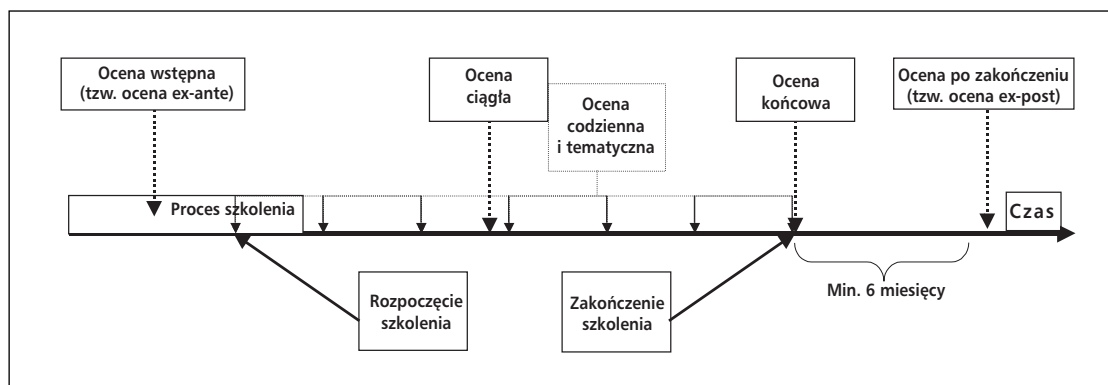 Ocena wstępna
(tzw. ocena ex-ante)
Ocena
ciągła
Ocena
codzienna
i tematyczna
Ocena
końcowa
Ocena po zakończeniu
(tzw. ocena ex-post)
Proces szkolenia
Czas
Rozpoczęcie
szkolenia
Zakończenie
szkolenia
Min. 6 miesięcy